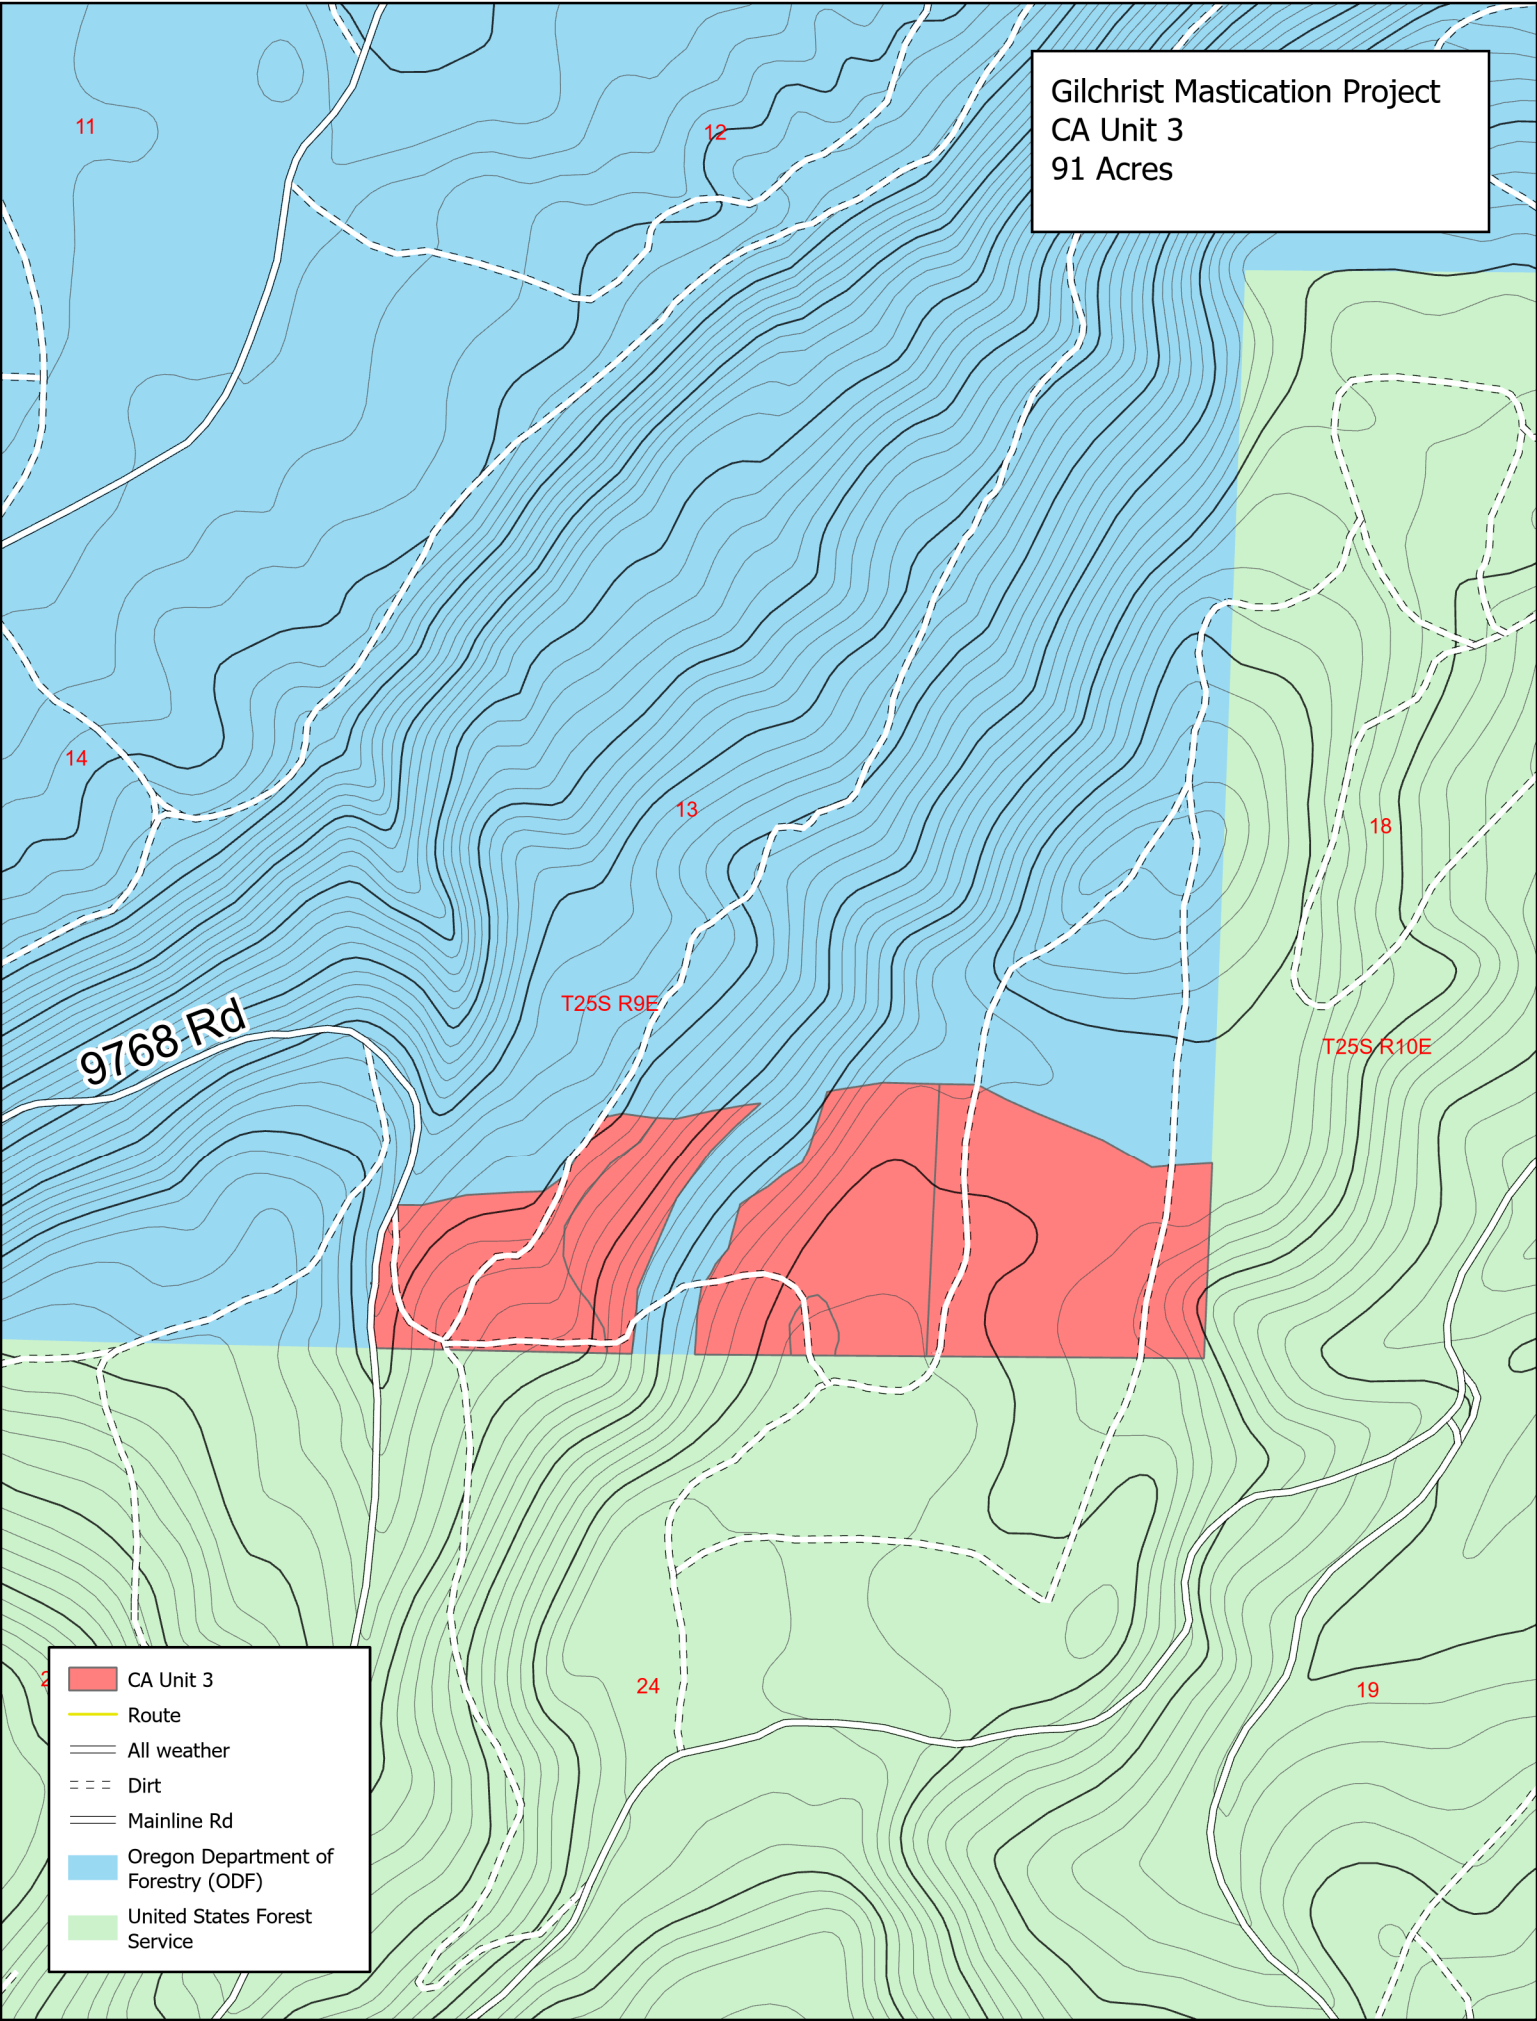 Gilchrist Mastication Project
CA Unit 3
91 Acres
11
12
14
13
18
T25S R9E
9768 Rd
T25S R10E
24
19
CA Unit 3
Route
All weather
Dirt
Mainline Rd
Oregon Department of
Forestry (ODF)
United States Forest
Service